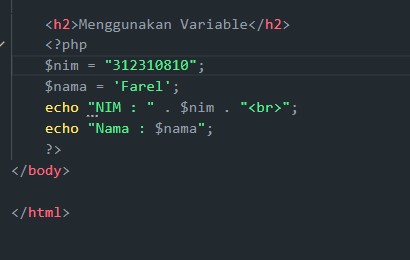 <h2>Menggunakan Variable</h2>
<?php
$nim = "312310810";
$nama = 'Farel';
echo "NIM : " . $nim . "<br>";
echo "Nama : $nama";
?>
</body>
</html>